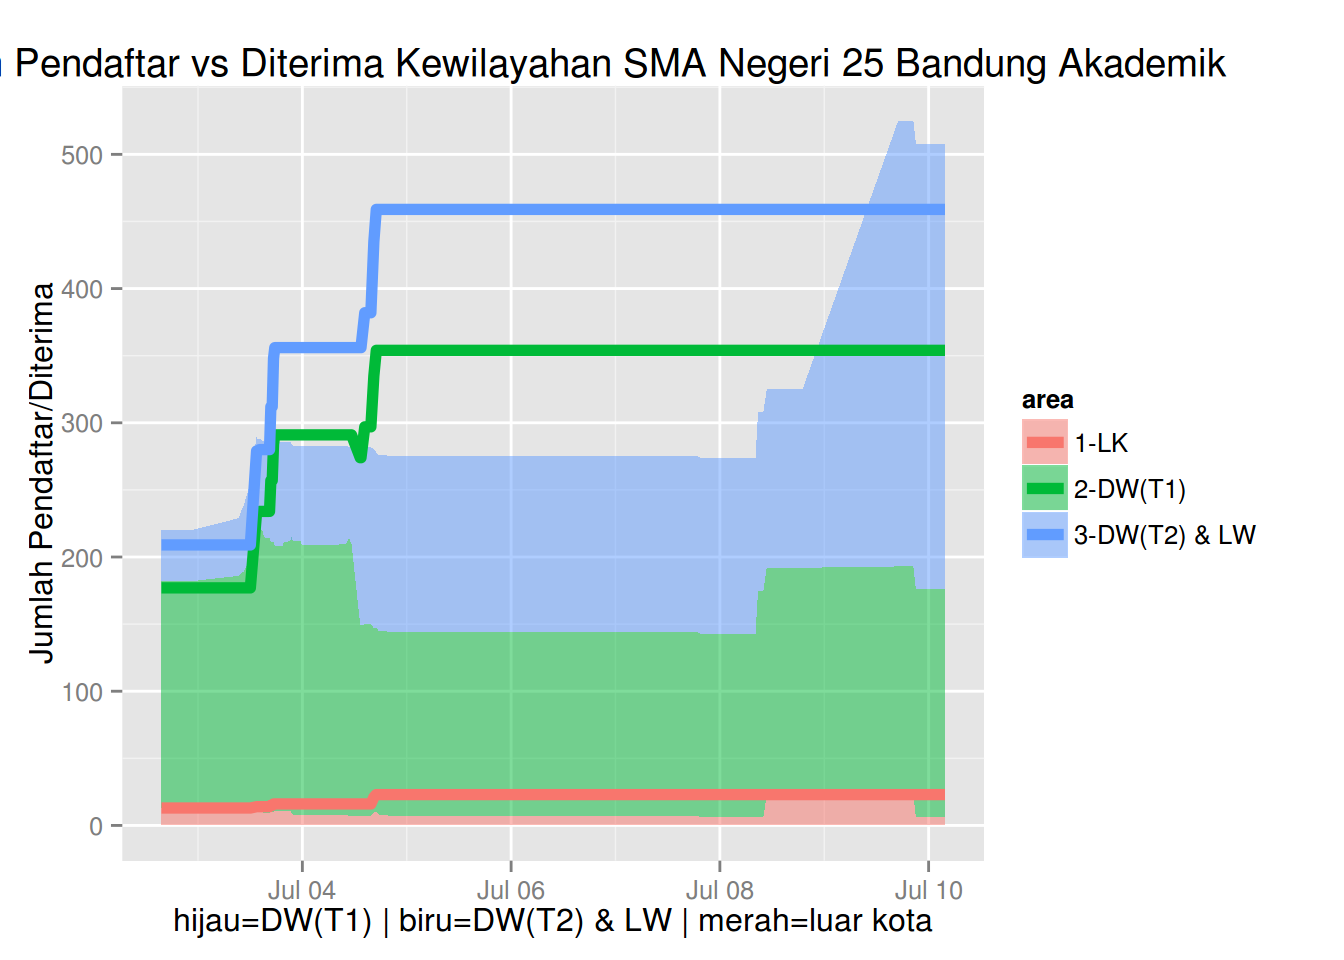 Pendaftar vs Diterima Kewilayahan SMA Negeri 25 Bandung Akademik
Jumlah Pendaftar/Diterima
500
400
300
200
100
0
Jul 04
Jul 06
Jul 08
Jul 10
hijau=DW(T1) | biru=DW(T2) & LW | merah=luar kota
area
1-LK
2-DW(T1)
3-DW(T2) & LW